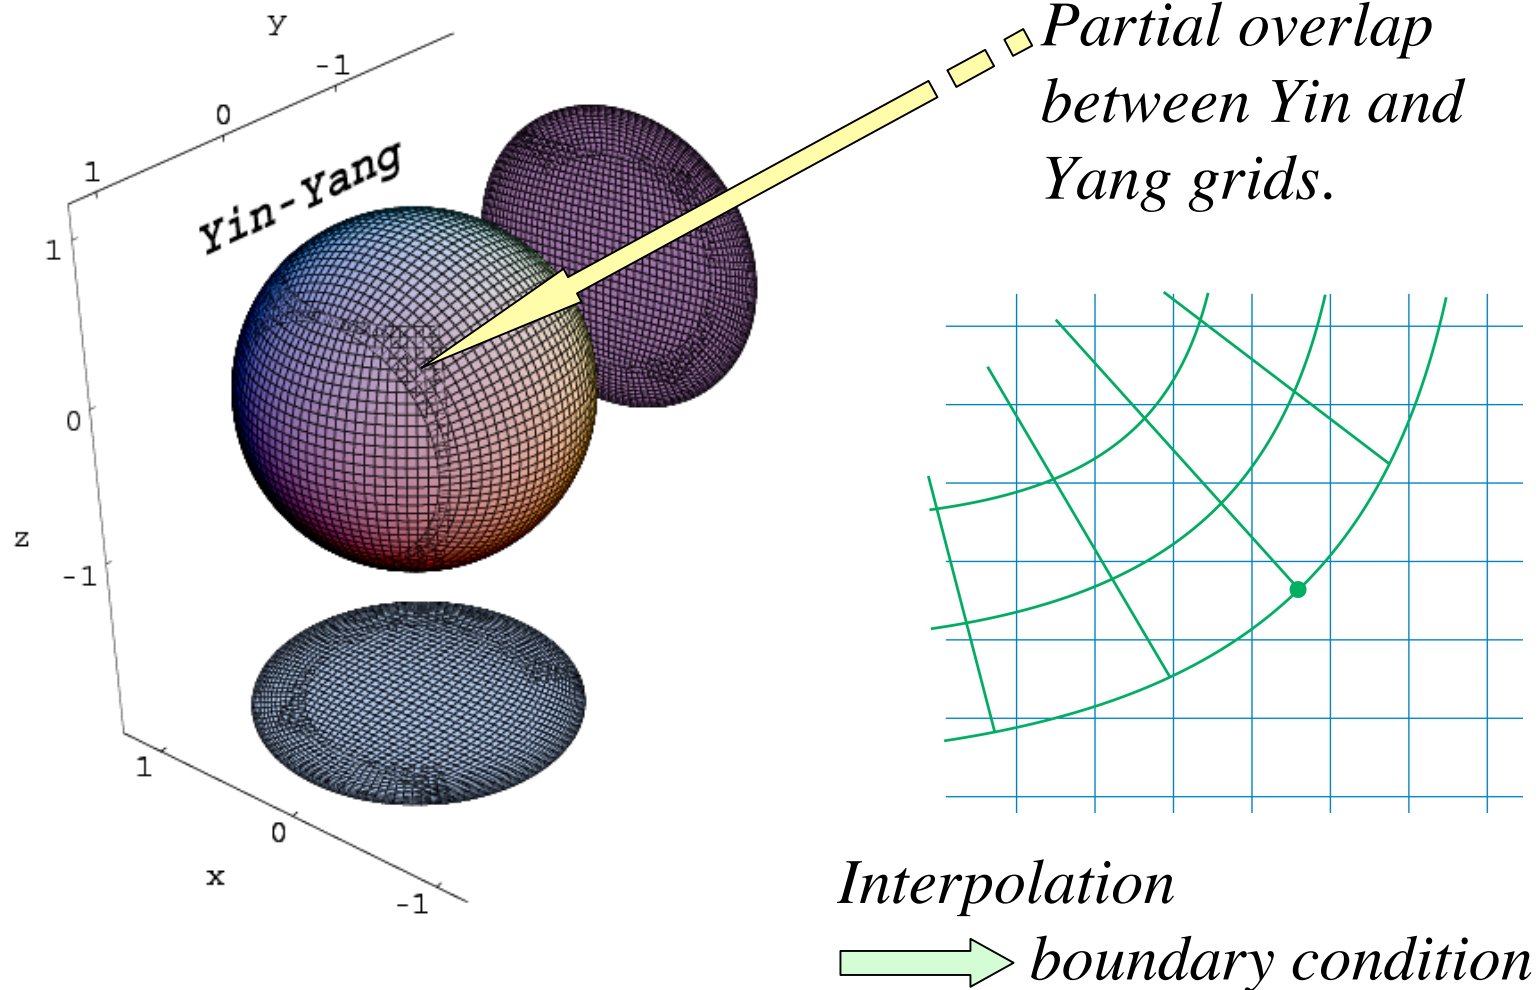 y
-1
0
1
Yin-Yang
1
0
z
-1
1
0
x
-1
Partial overlap
between Yin and
Yang grids.
Interpolation
boundary condition